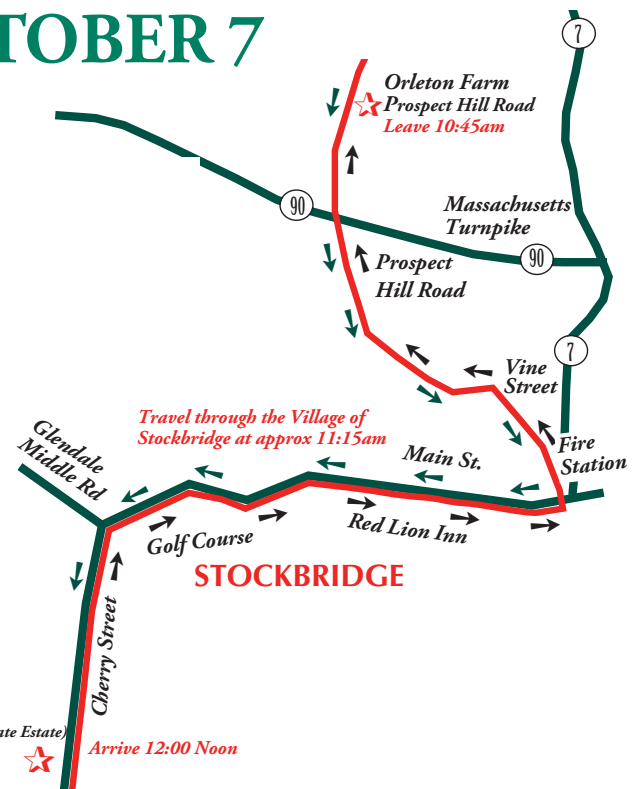 TOBER 7
7
Orleton Farm
Prospect Hill Road
Leave 10:45am
90
Massachusetts
Turnpike
90
Prospect
Hill Road
7
Vine
Street
Travel through the Village of
Stockbridge at approx 11:15am
Glendale
Middle Rd
Main St.
Fire
Station
Golf Course
Red Lion Inn
STOCKBRIDGE
Cherry Street
ate Estate)
Arrive 12:00 Noon